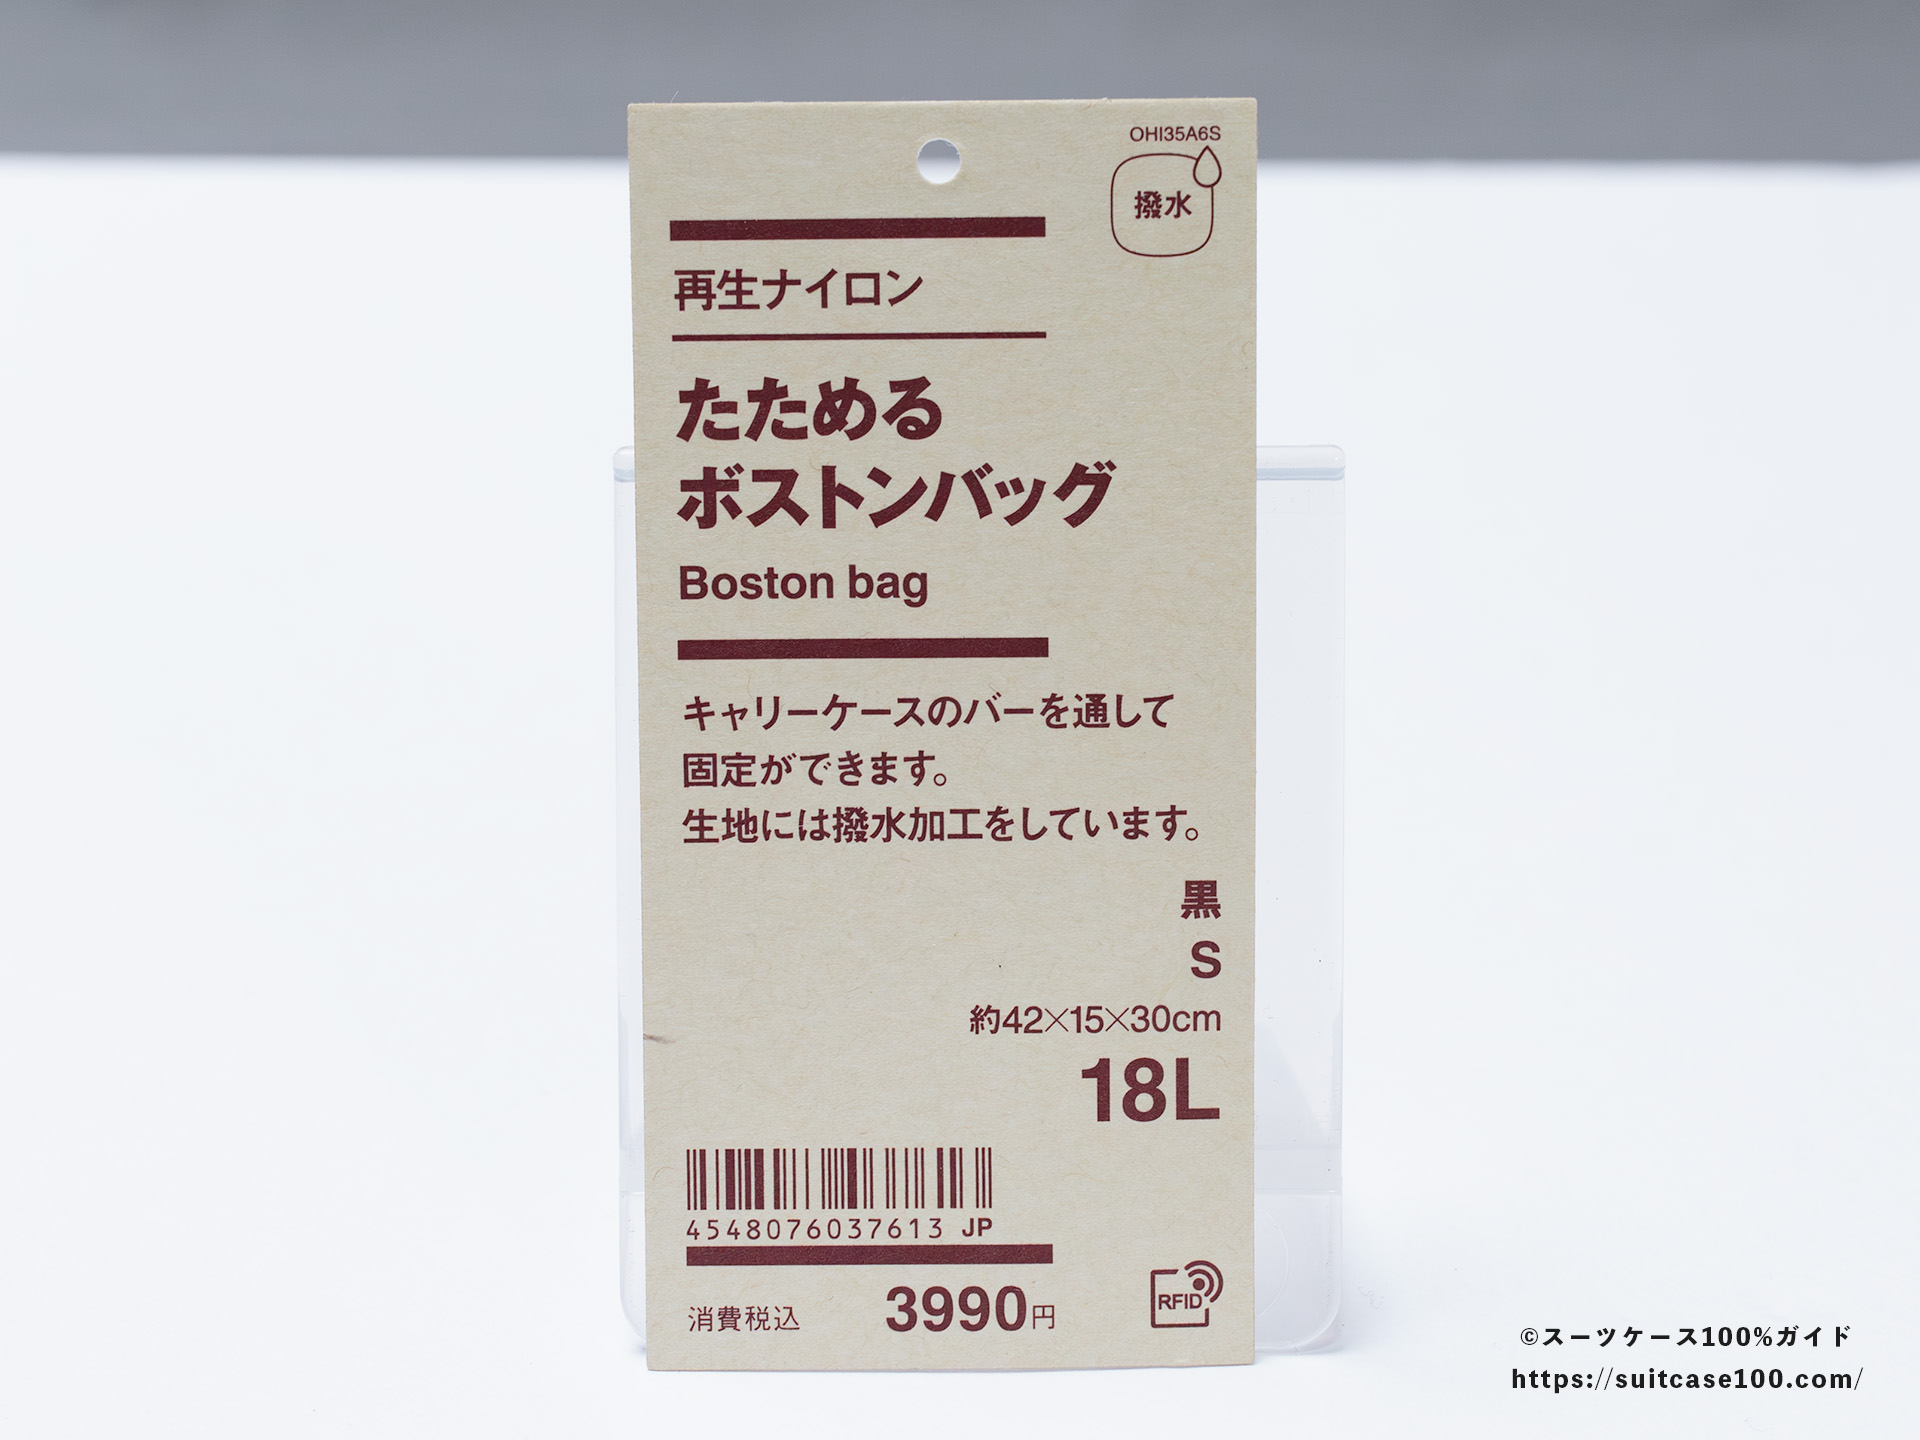 OHI35A6S
撥水
再生ナイロン
たためる
ボストンバッグ
Boston bag
キャリーケースのバーを通して
固定ができます。
生地には撥水加工をしています。
黒
S
約42×15×30cm
18L
4548076037613 JP
消費税込 3990円
RFID
©スーツケース100%ガイド
https://suitcase100.com/